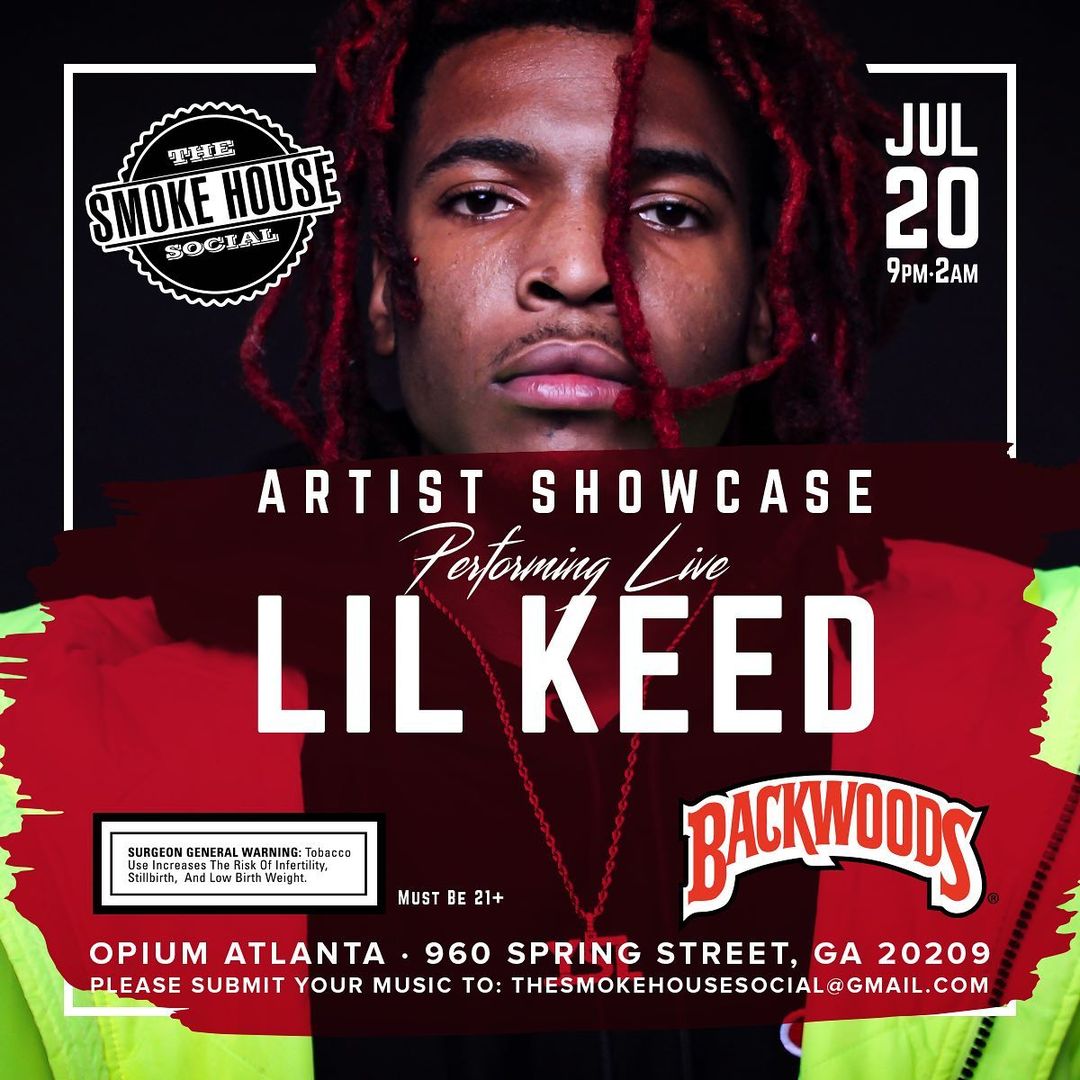 THE
SMOKE HOUSE
SOCIAL
JUL
20
9PM·2AM
ARTIST SHOWCASE
Performing Live
LIL KEED
BACKWOODS®
SURGEON GENERAL WARNING: Tobacco
Use Increases The Risk Of Infertility,
Stillbirth, And Low Birth Weight.
MUST BE 21+
OPIUM ATLANTA · 960 SPRING STREET, GA 20209
PLEASE SUBMIT YOUR MUSIC TO: THESMOKEHOUSESOCIAL@GMAIL.COM